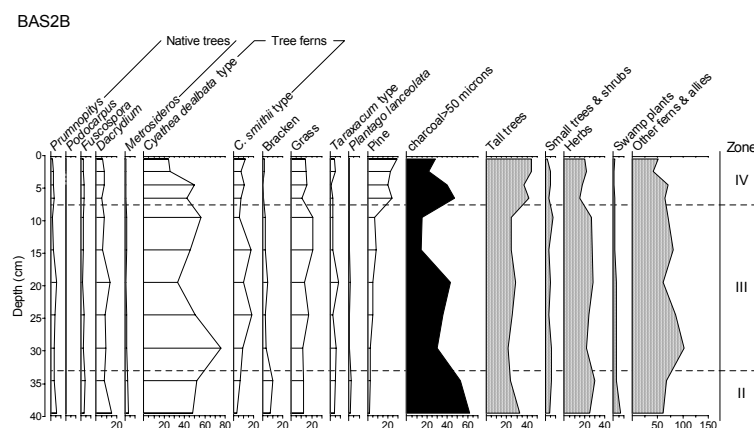 BAS2B
Native trees
Tree ferns
Prumnopitys
Podocarpus
Fuscospora
Dacrydium
Metrosideros
Cyathea dealbata type
C. smithii type
Bracken
Grass
Taraxacum type
Plantago lanceolata
Pine
charcoal>50 microns
Tall trees
Small trees & shrubs
Herbs
Swamp plants
Other ferns & allies
Zone
0
5
10
15
20
25
30
35
40
Depth (cm)
IV
III
II
20 20 40 60 80 20 20 20 20 20 40 60 20 40 20 40 50 100 150